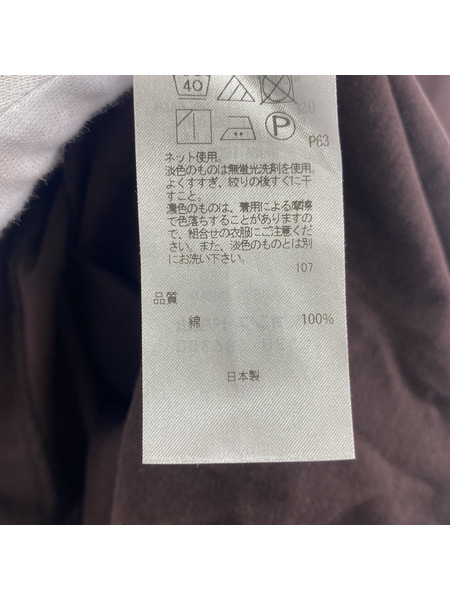 40
P
P63
ネット使用。
淡色のものは無蛍光洗剤を使用。
よくすすぎ、絞りの後すぐに干
すこと。
濃色のものは、着用による摩擦
で色落ちすることがありますの
で、組合せの衣服にご注意くだ
さい。また、淡色のものとは別
にお洗い下さい。
107
品質
綿 100%
日本製